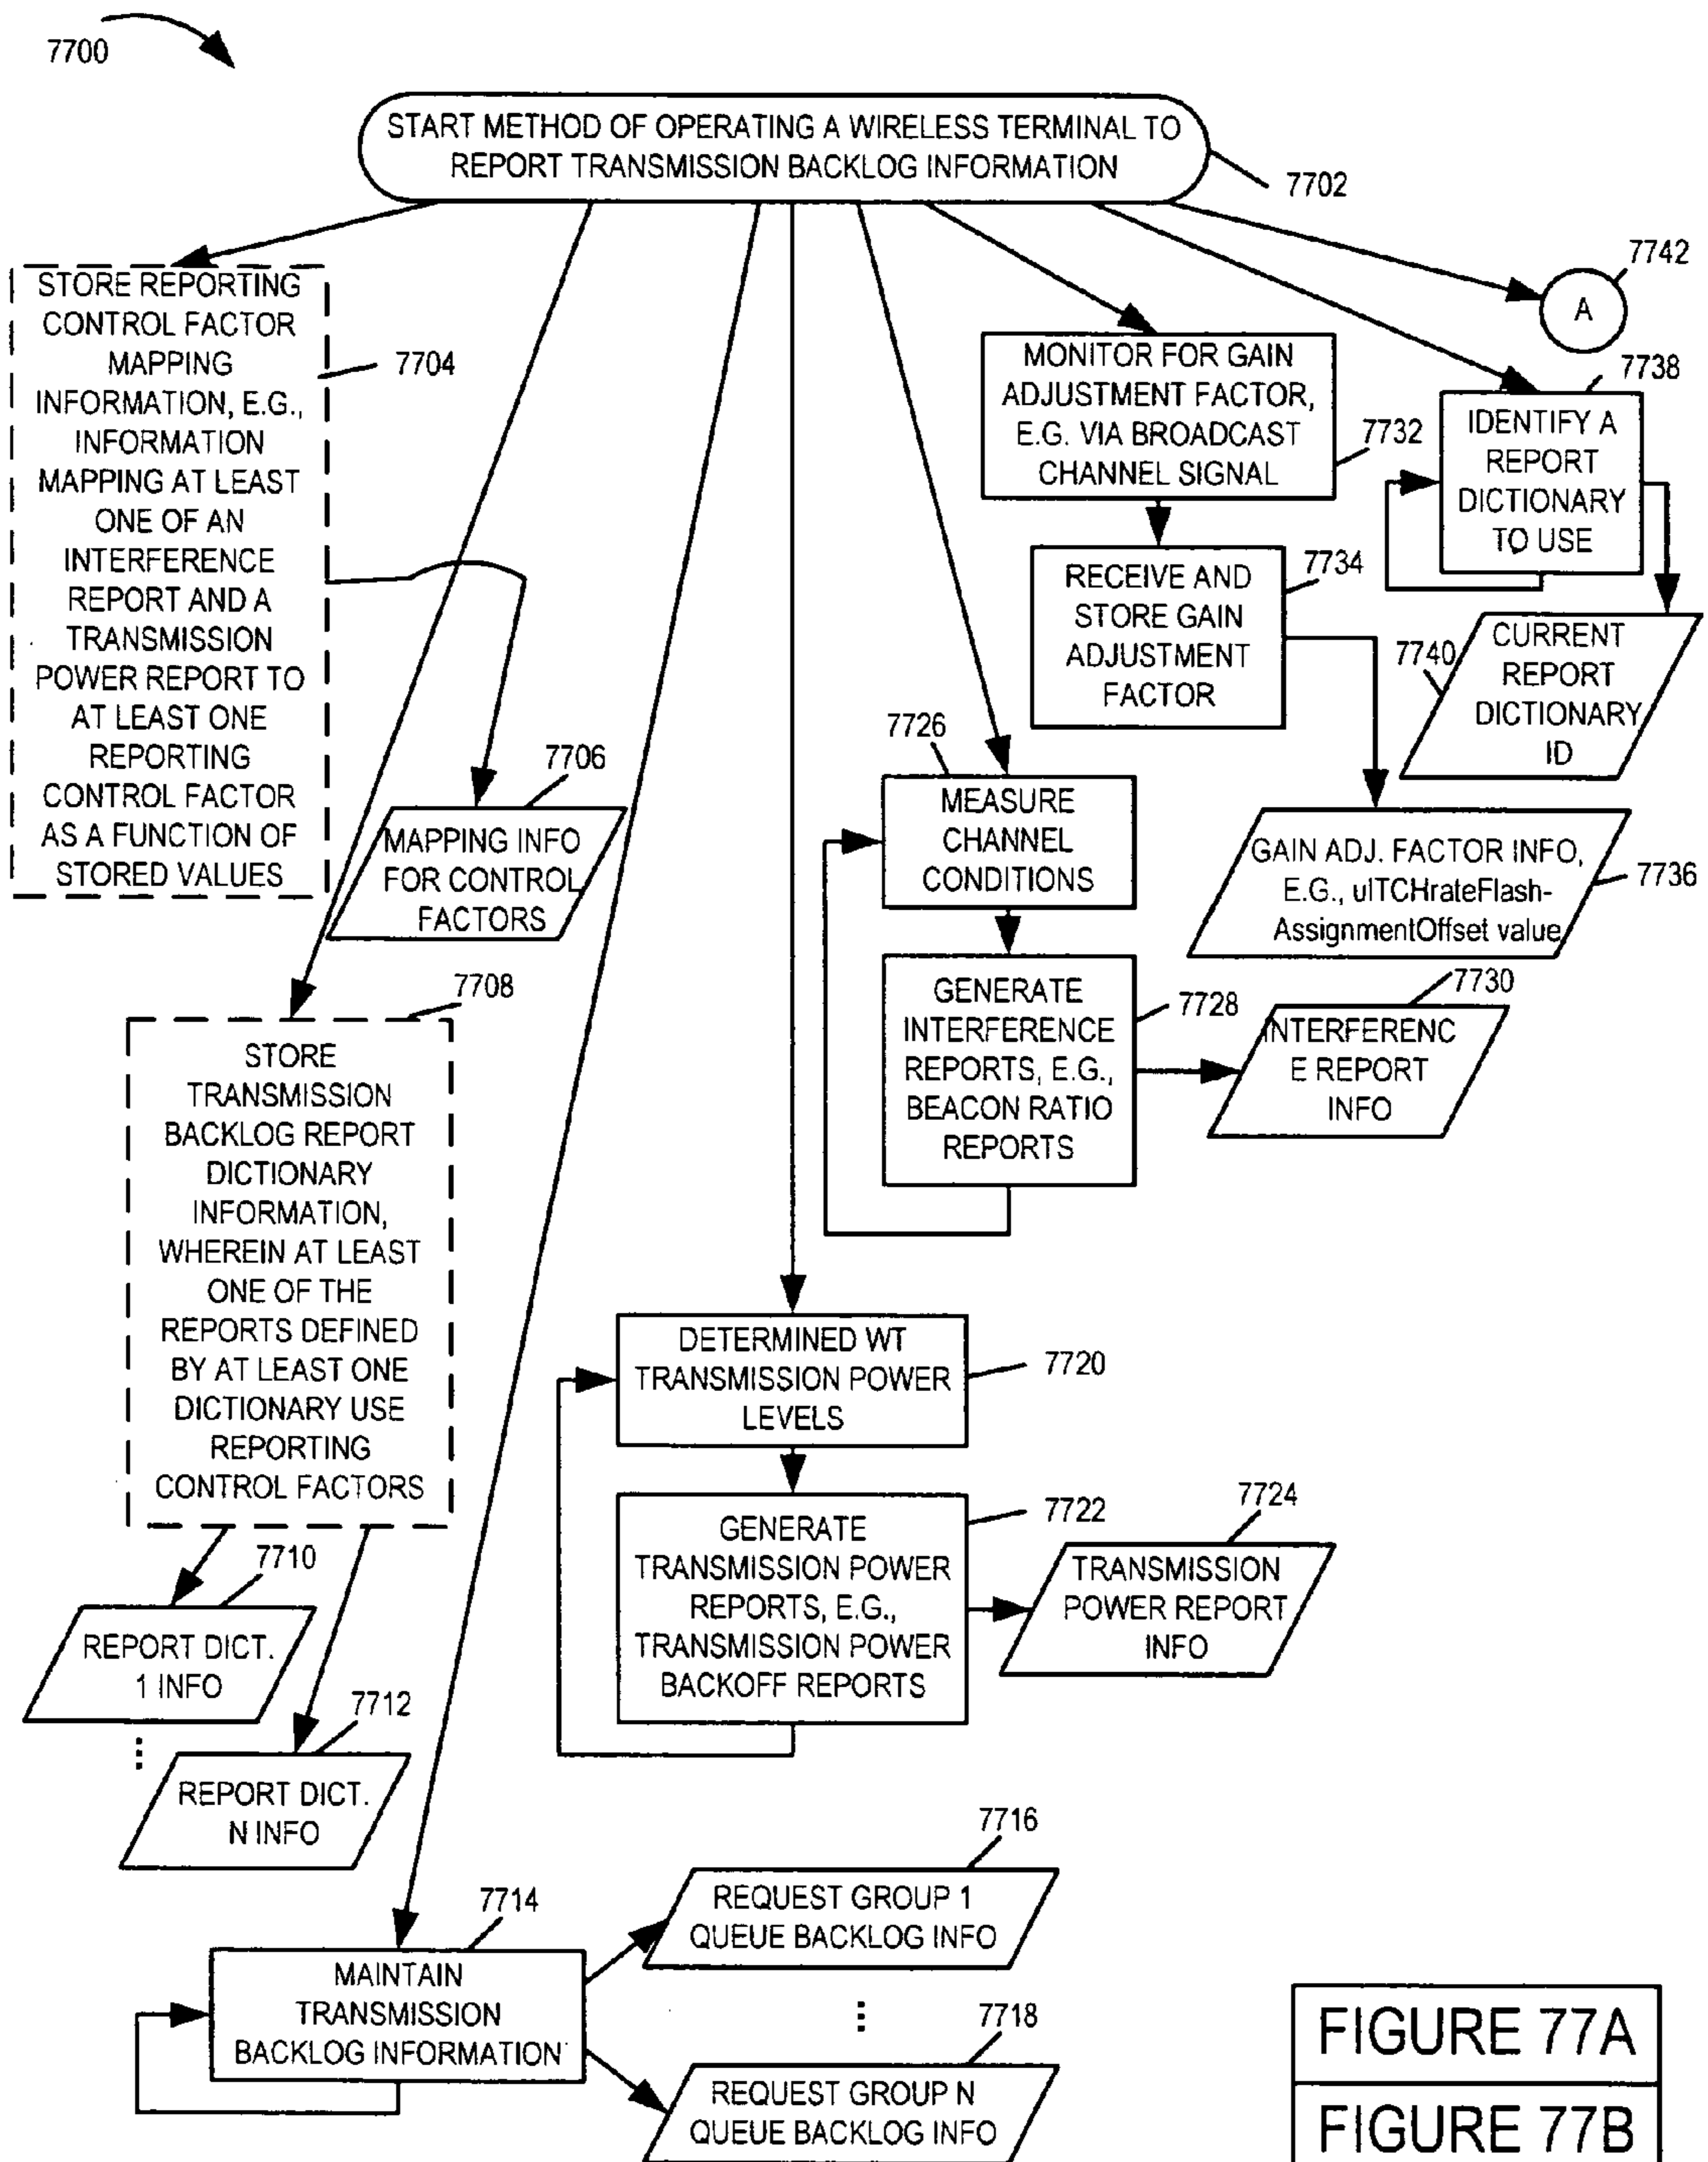 7700
START METHOD OF OPERATING A WIRELESS TERMINAL TO
REPORT TRANSMISSION BACKLOG INFORMATION
7702
STORE REPORTING
CONTROL FACTOR
MAPPING
INFORMATION, E.G.,
INFORMATION
MAPPING AT LEAST
ONE OF AN
INTERFERENCE
REPORT AND A
TRANSMISSION
POWER REPORT TO
AT LEAST ONE
REPORTING
CONTROL FACTOR
AS A FUNCTION OF
STORED VALUES
7704
7706
MAPPING INFO
FOR CONTROL
FACTORS
7708
STORE
TRANSMISSION
BACKLOG REPORT
DICTIONARY
INFORMATION,
WHEREIN AT LEAST
ONE OF THE
REPORTS DEFINED
BY AT LEAST ONE
DICTIONARY USE
REPORTING
CONTROL FACTORS
7710
REPORT DICT.
1 INFO
⋮
7712
REPORT DICT.
N INFO
7714
MAINTAIN
TRANSMISSION
BACKLOG INFORMATION
7716
REQUEST GROUP 1
QUEUE BACKLOG INFO
⋮
7718
REQUEST GROUP N
QUEUE BACKLOG INFO
DETERMINED WT
TRANSMISSION POWER
LEVELS
7720
GENERATE
TRANSMISSION POWER
REPORTS, E.G.,
TRANSMISSION POWER
BACKOFF REPORTS
7722
7724
TRANSMISSION
POWER REPORT
INFO
7726
MEASURE
CHANNEL
CONDITIONS
GENERATE
INTERFERENCE
REPORTS, E.G.,
BEACON RATIO
REPORTS
7728
7730
INTERFERENC
E REPORT
INFO
MONITOR FOR GAIN
ADJUSTMENT FACTOR,
E.G. VIA BROADCAST
CHANNEL SIGNAL
7732
RECEIVE AND
STORE GAIN
ADJUSTMENT
FACTOR
7734
GAIN ADJ. FACTOR INFO,
E.G., ulTCHrateFlash-
AssignmentOffset value
7736
7738
IDENTIFY A
REPORT
DICTIONARY
TO USE
7740
CURRENT
REPORT
DICTIONARY
ID
7742
A
FIGURE 77A
FIGURE 77B